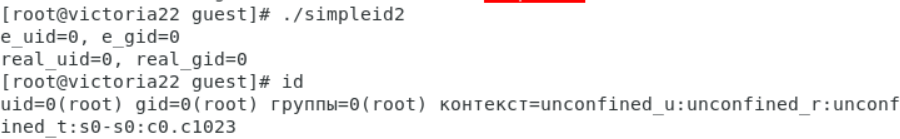 [root@victoria22 guest]# ./simpleid2
e_uid=0, e_gid=0
real_uid=0, real_gid=0
[root@victoria22 guest]# id
uid=0(root) gid=0(root) группы=0(root) контекст=unconfined_u:unconfined_r:unconf
ined_t:s0-s0:c0.c1023